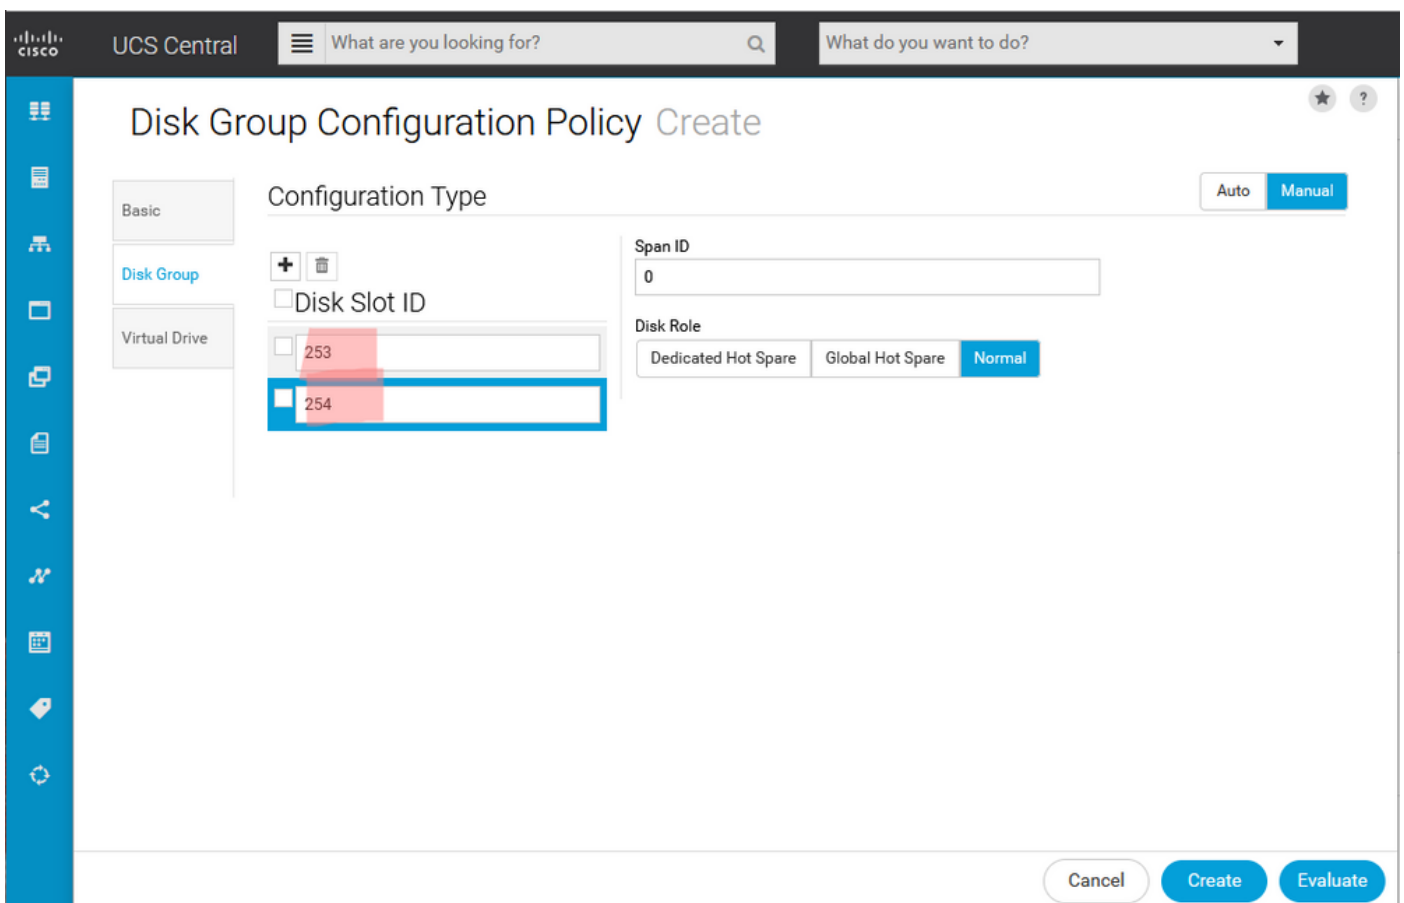 cisco
UCS Central
What are you looking for?
What do you want to do?
Disk Group Configuration Policy Create
?
Basic
Disk Group
Virtual Drive
Configuration Type
Auto
Manual
Disk Slot ID
253
254
Span ID
0
Disk Role
Dedicated Hot Spare
Global Hot Spare
Normal
Cancel
Create
Evaluate